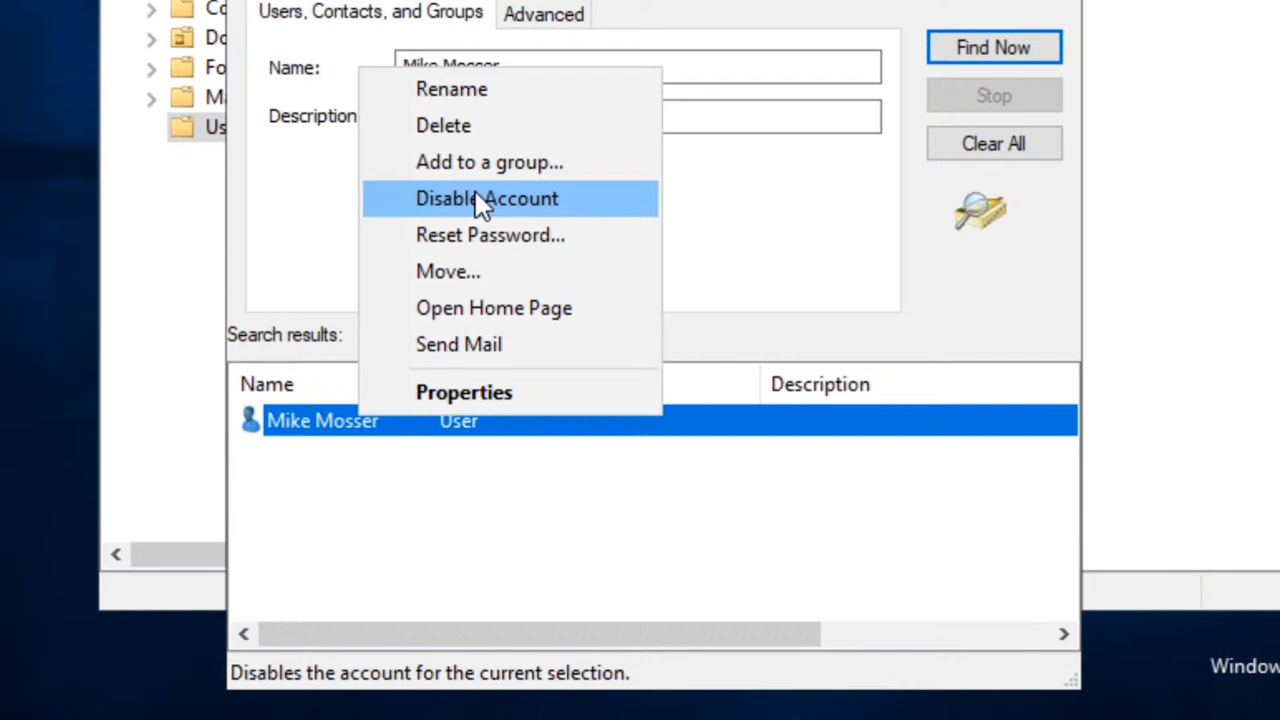 Users, Contacts, and Groups
Advanced
Name:
Mike Mosser
Find Now
Description
Stop
Clear All
Rename
Delete
Add to a group...
Disable Account
Reset Password...
Move...
Open Home Page
Send Mail
Properties
Search results:
Name
Description
Mike Mosser
User
Disables the account for the current selection.